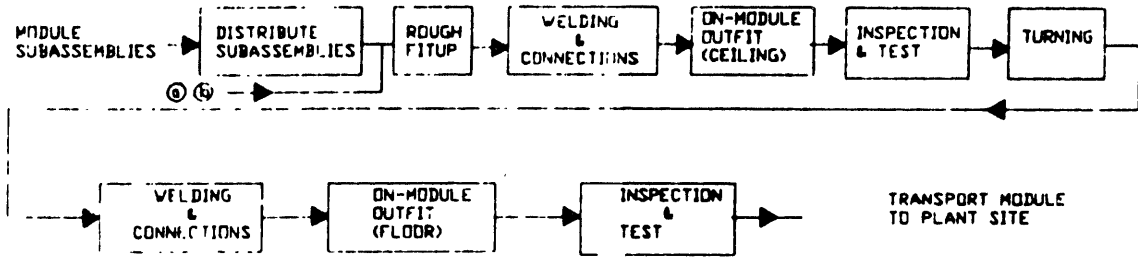 MODULE
SUBASSEMBLIES
DISTRIBUTE
SUBASSEMBLIES
ROUGH
FITUP
WELDING
&
CONNECTIONS
ON-MODULE
OUTFIT
(CEILING)
INSPECTION
& TEST
TURNING
a b
WELDING
&
CONNECTIONS
ON-MODULE
OUTFIT
(FLOOR)
INSPECTION
&
TEST
TRANSPORT MODULE
TO PLANT SITE